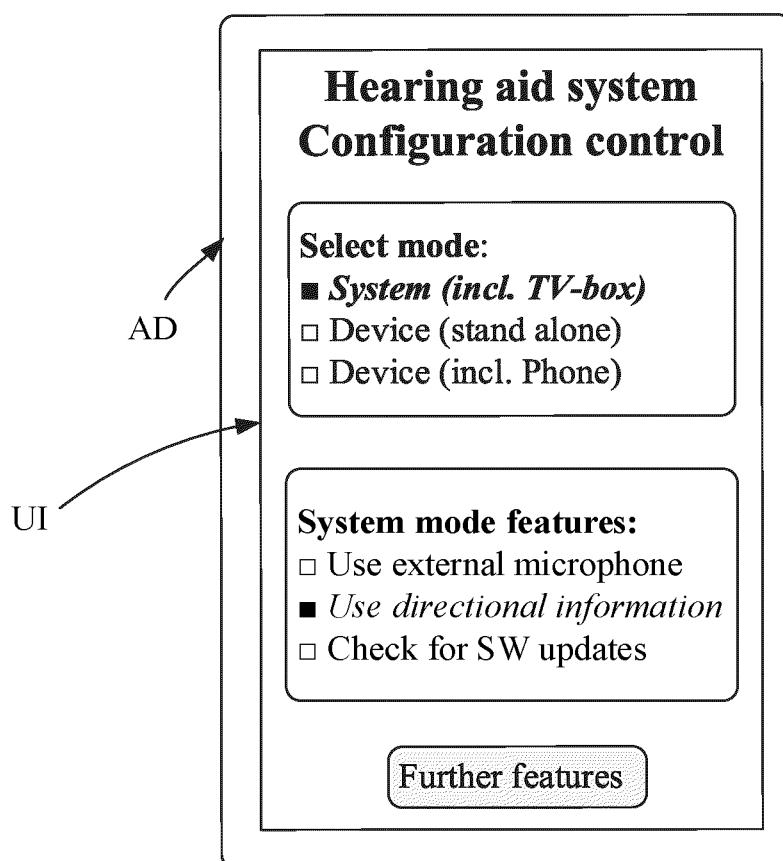 Hearing aid system
Configuration control
Select mode:
■ System (incl. TV-box)
□ Device (stand alone)
□ Device (incl. Phone)
AD
UI
System mode features:
□ Use external microphone
■ Use directional information
□ Check for SW updates
Further features